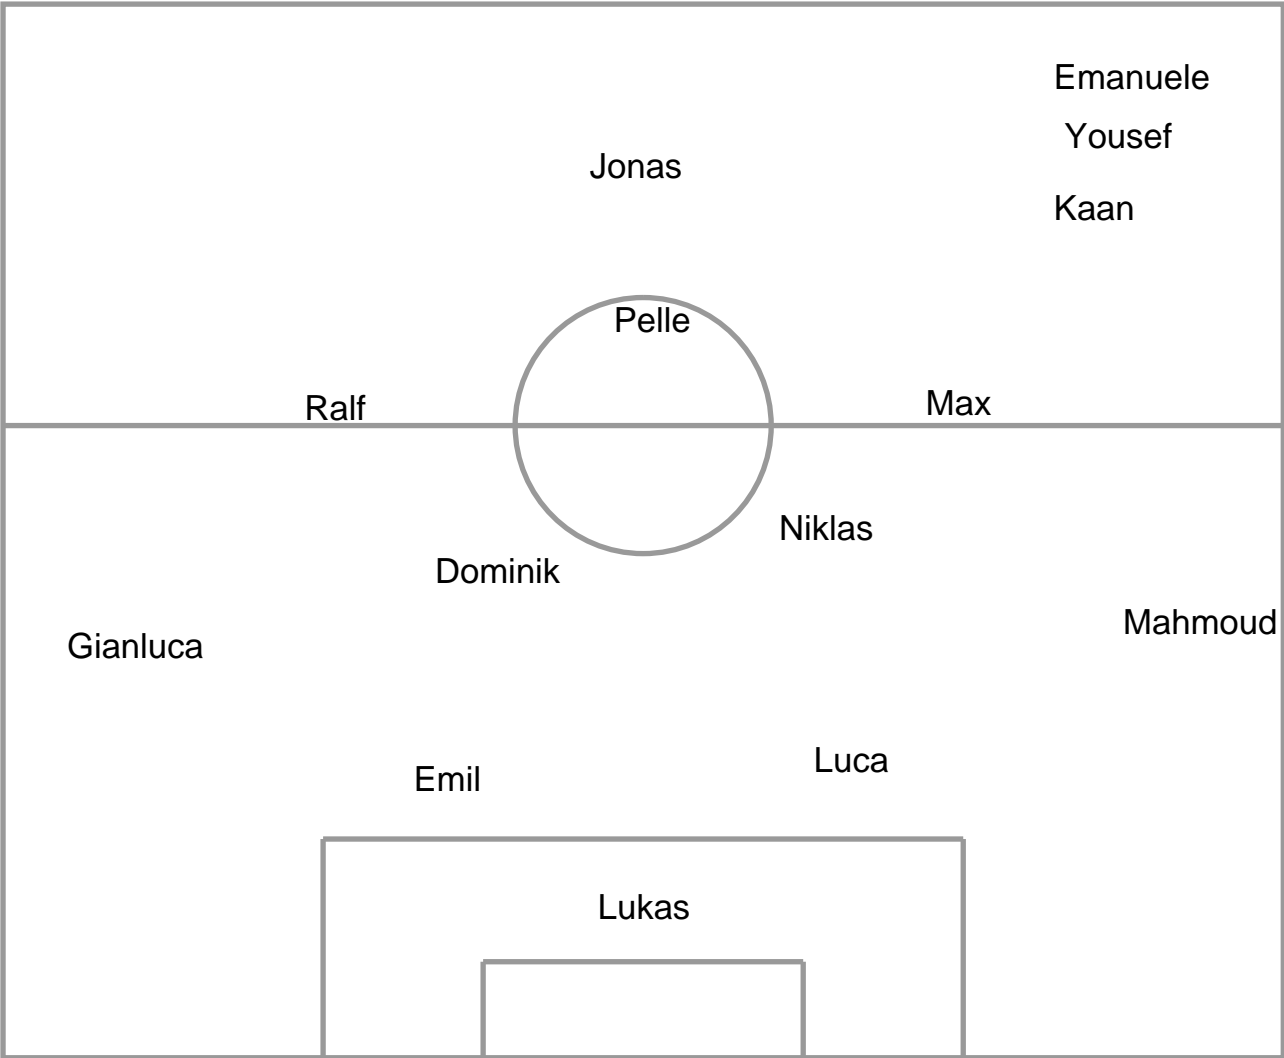 Emanuele
Yousef
Jonas
Kaan
Pelle
Ralf
Max
Niklas
Dominik
Mahmoud
Gianluca
Luca
Emil
Lukas